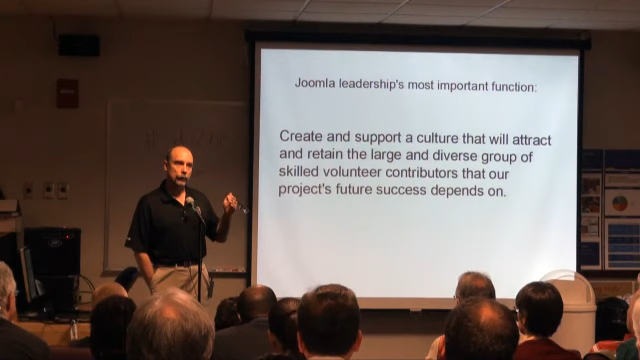 Joomla leadership's most important function:
Create and support a culture that will attract
and retain the large and diverse group of
skilled volunteer contributors that our
project's future success depends on.